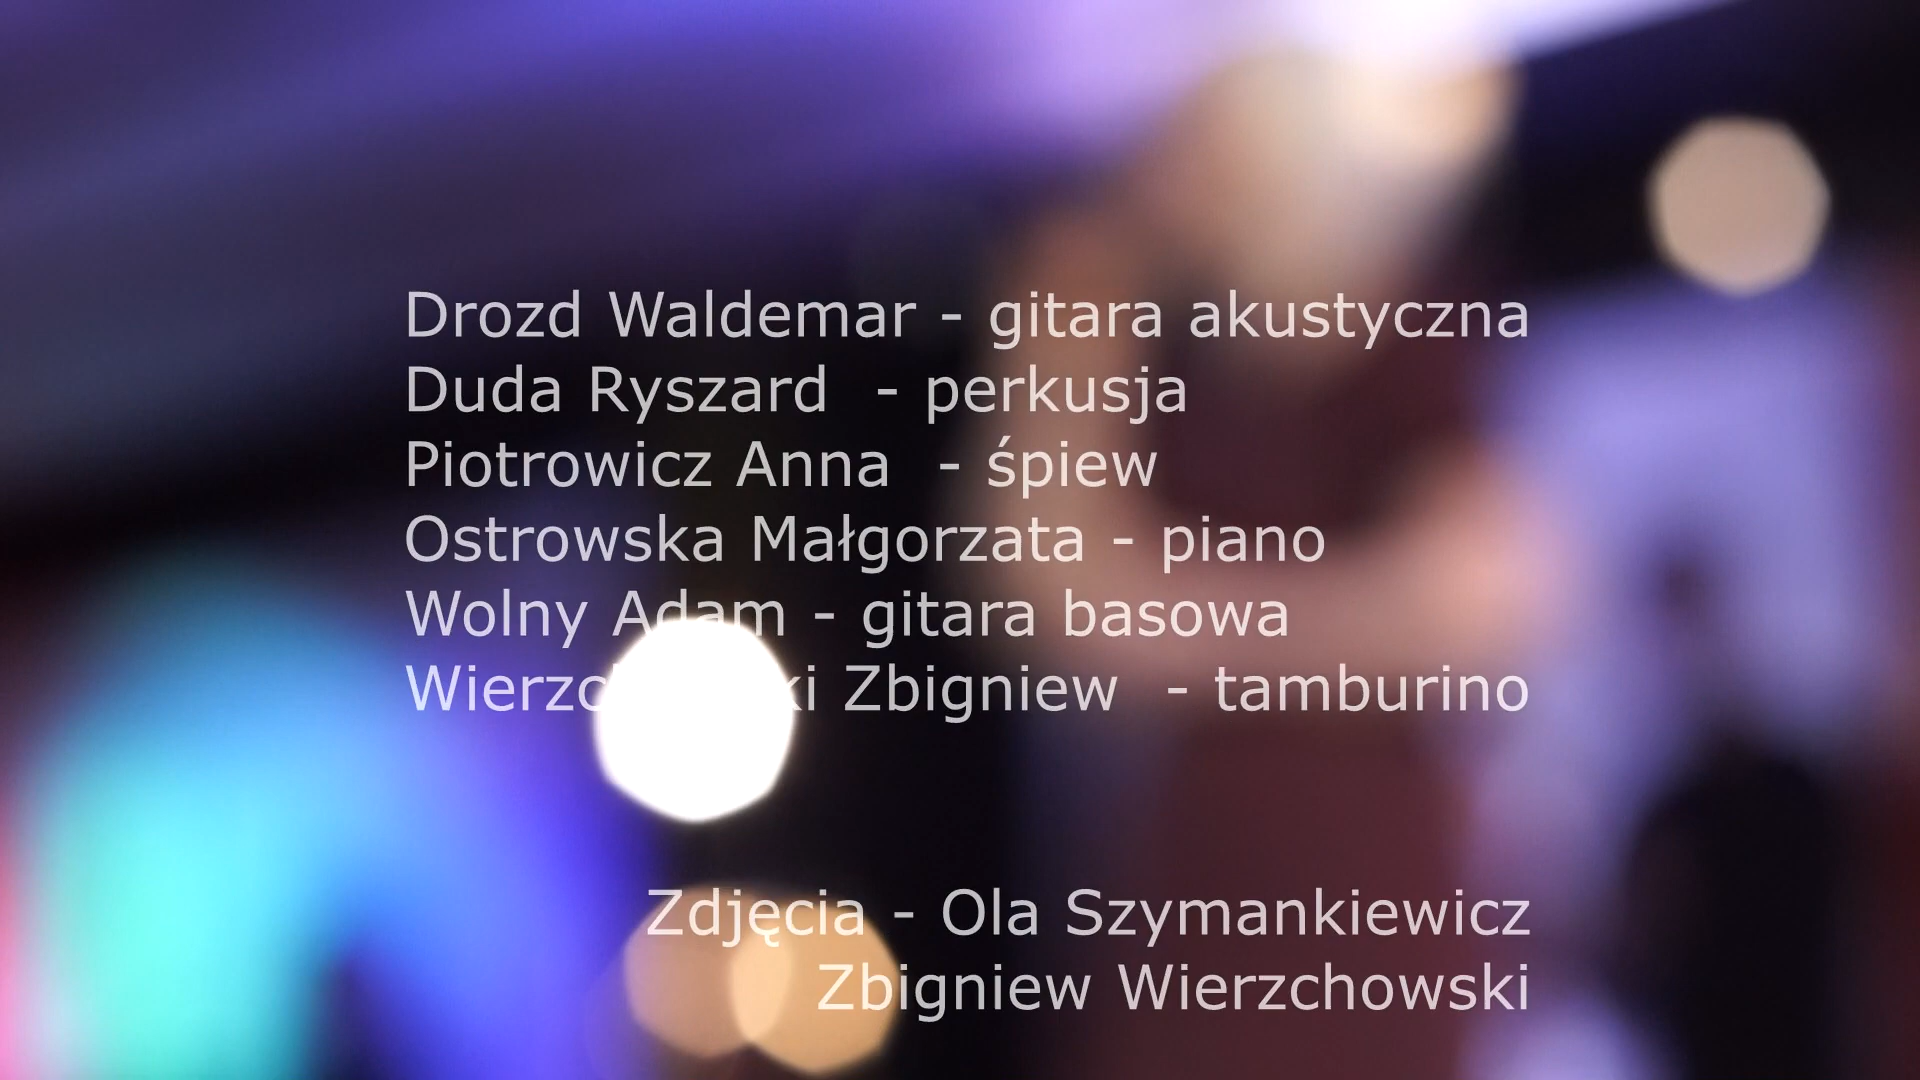 Drozd Waldemar - gitara akustyczna
Duda Ryszard - perkusja
Piotrowicz Anna - śpiew
Ostrowska Małgorzata - piano
Wolny Adam - gitara basowa
Zbigniew - tamburino
Zdjęcia - Ola Szymankiewicz
Zbigniew Wierzchowski